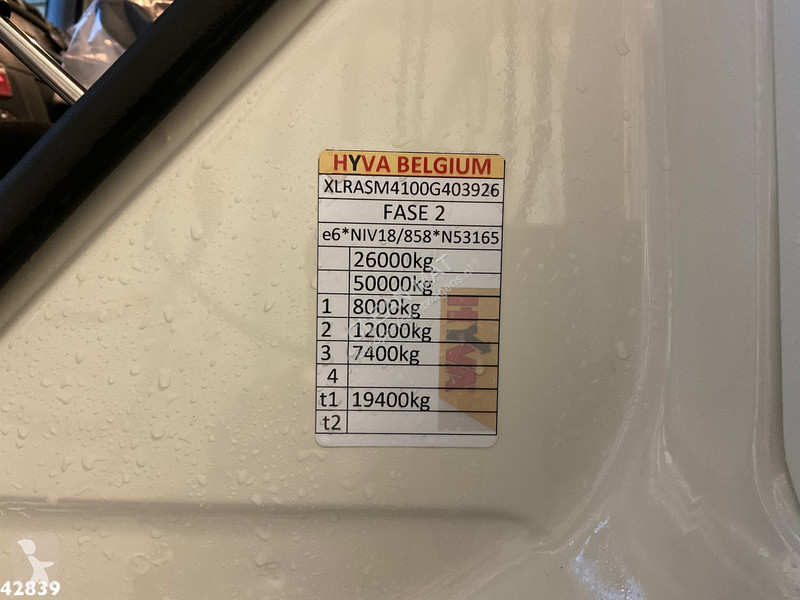 HYVA BELGIUM
XLRASM4100G403926
FASE 2
e6*NIV18/858*N53165
26000kg
50000kg
1 8000kg
2 12000kg
3 7400kg
4
t1 19400kg
t2
HYVA
42839